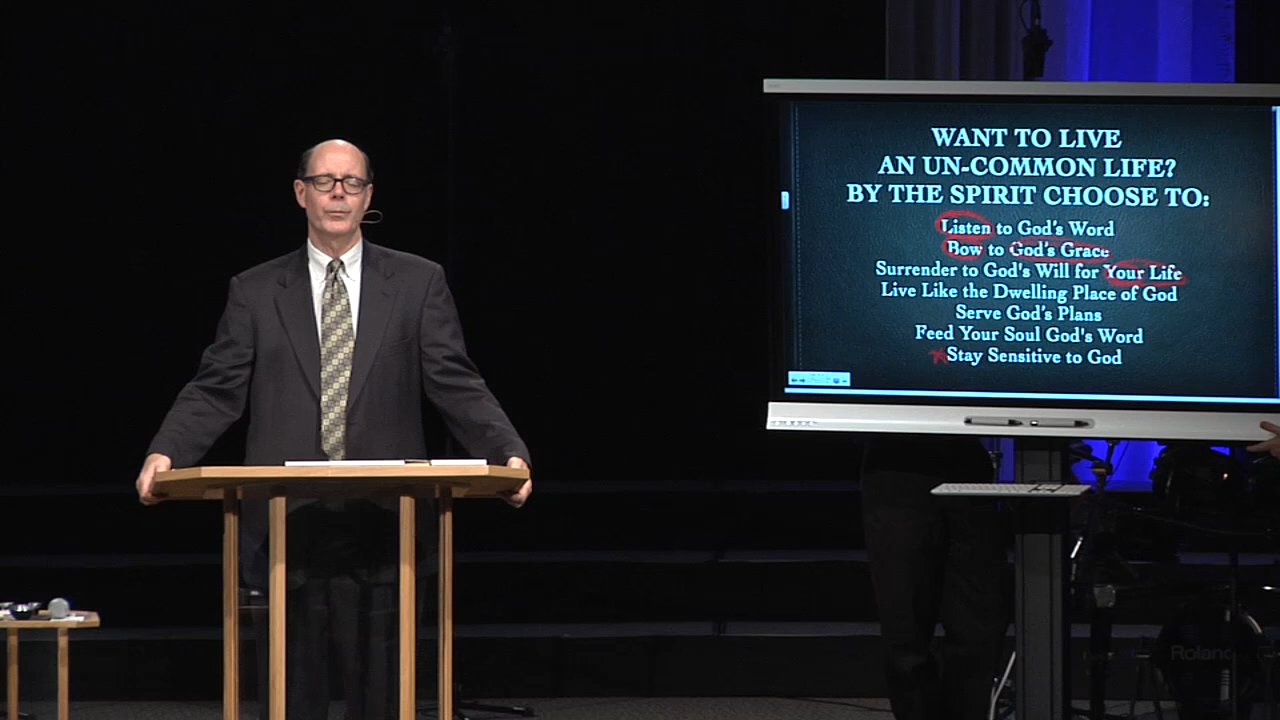 WANT TO LIVE
AN UN-COMMON LIFE?
BY THE SPIRIT CHOOSE TO:
Listen to God's Word
Bow to God's Grace
Surrender to God's Will for Your Life
Live Like the Dwelling Place of God
Serve God's Plans
Feed Your Soul God's Word
Stay Sensitive to God
Roland